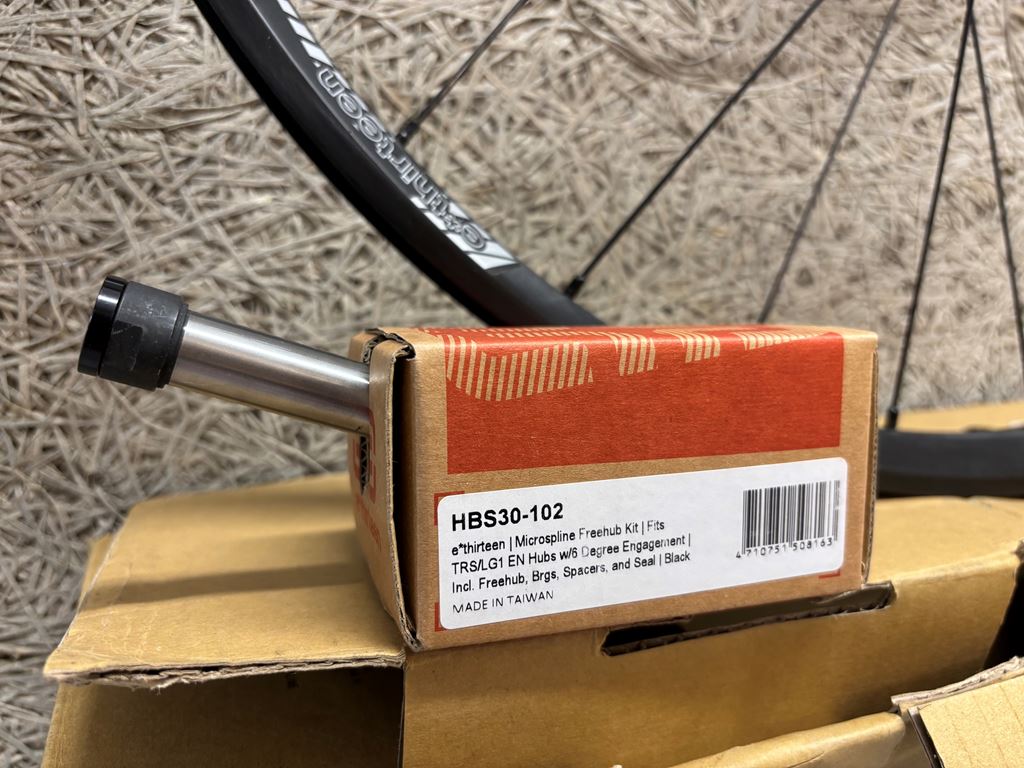 e*thirteen
HBS30-102
e*thirteen | Microspline Freehub Kit | Fits
TRS/LG1 EN Hubs w/6 Degree Engagement |
Incl. Freehub, Brgs, Spacers, and Seal | Black
MADE IN TAIWAN
4 710751 508163